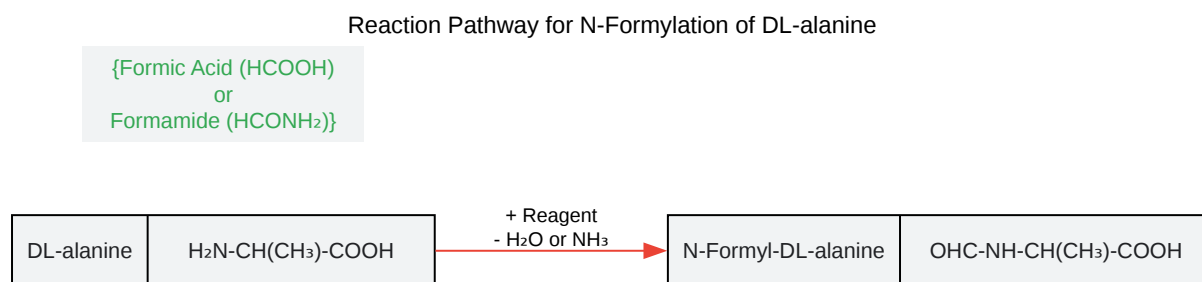 Reaction Pathway for N-Formylation of DL-alanine
{Formic Acid (HCOOH)
or
Formamide (HCONH₂)}
+ Reagent
- H₂O or NH₃
DL-alanine
H₂N-CH(CH₃)-COOH
N-Formyl-DL-alanine
OHC-NH-CH(CH₃)-COOH